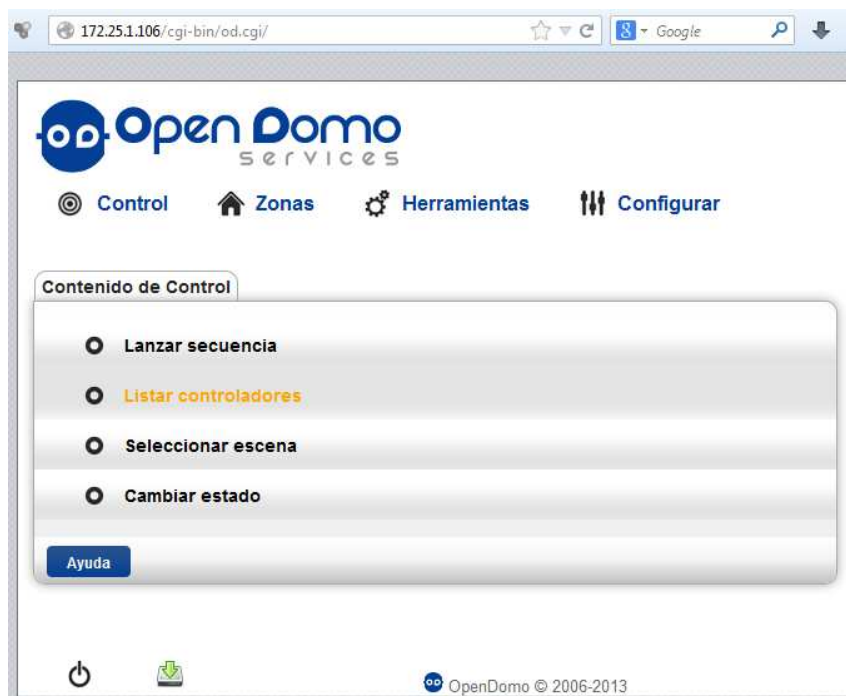 172.25.1.106/cgi-bin/od.cgi/
8 Google
Open Domo
services
Control Zonas Herramientas Configurar
Contenido de Control
Lanzar secuencia
Listar controladores
Seleccionar escena
Cambiar estado
Ayuda
OpenDomo © 2006-2013